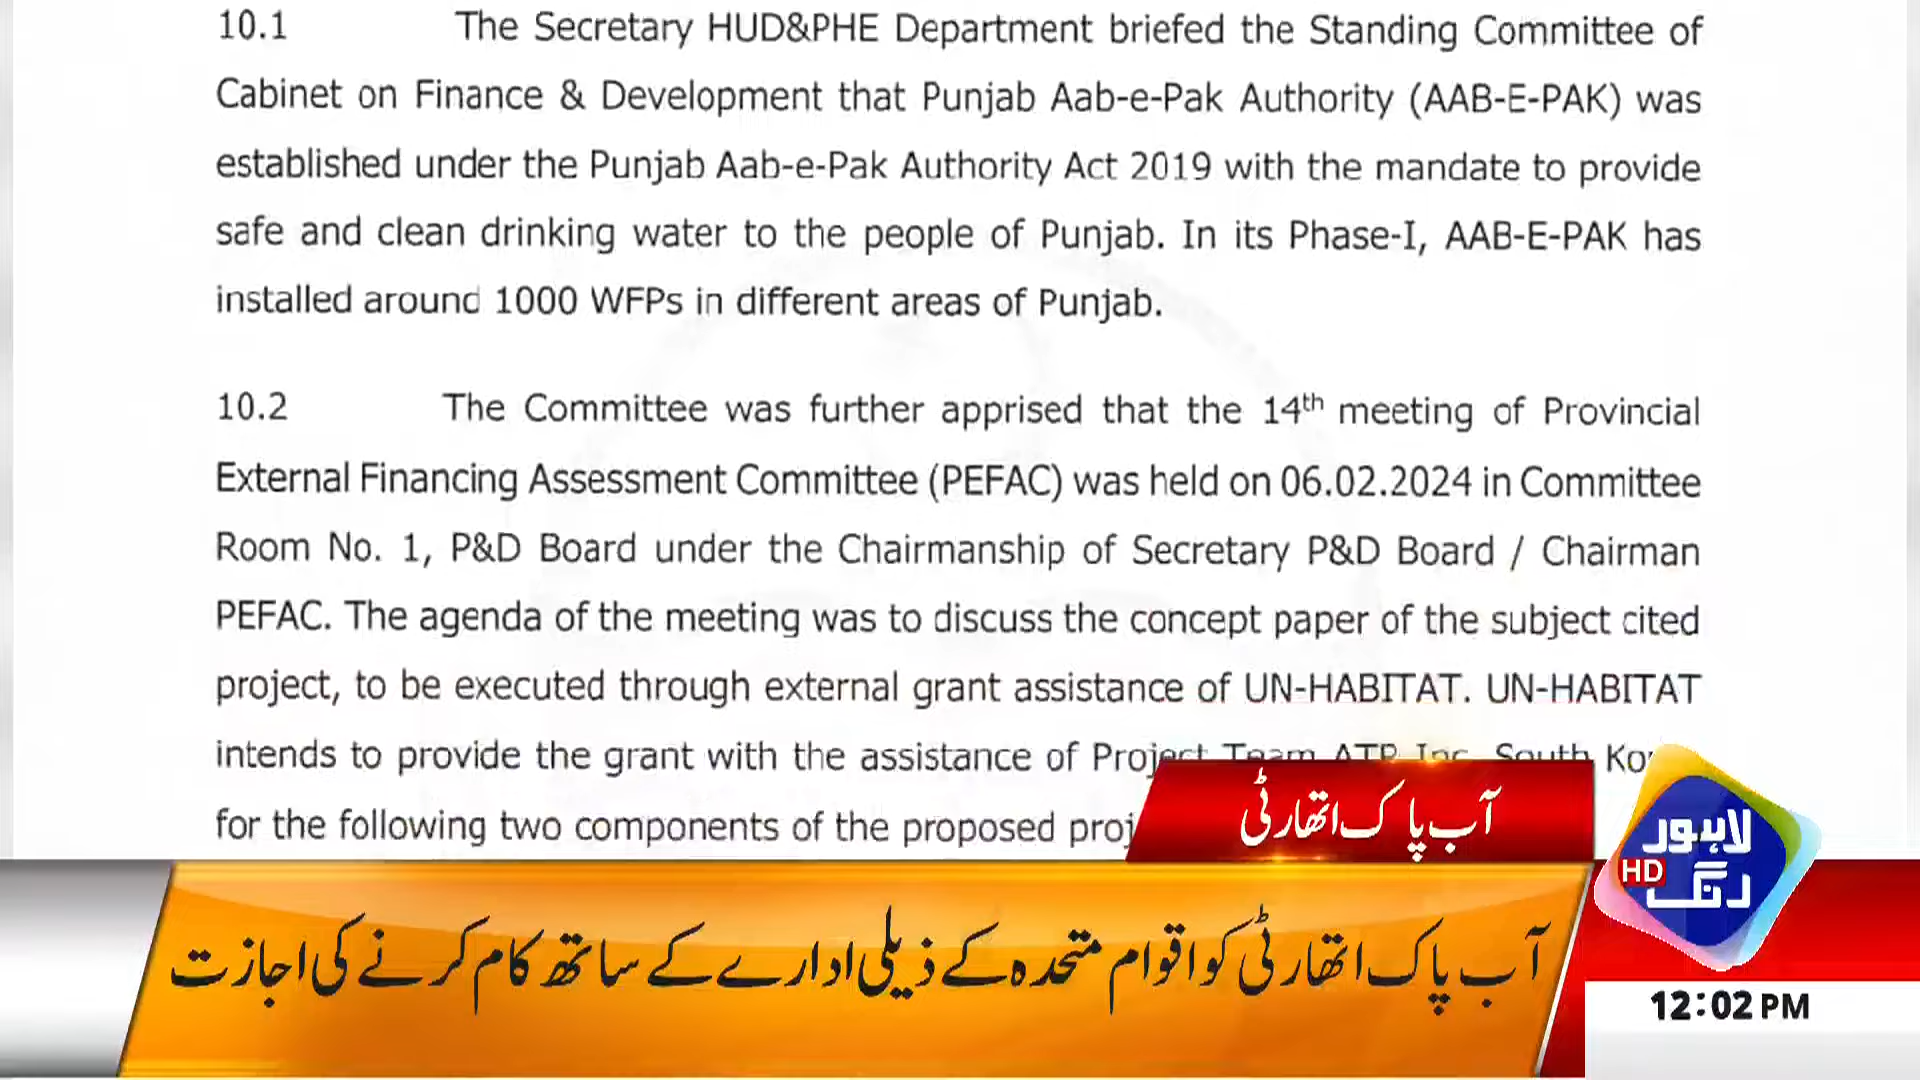 10.1 The Secretary HUD&PHE Department briefed the Standing Committee of
Cabinet on Finance & Development that Punjab Aab-e-Pak Authority (AAB-E-PAK) was
established under the Punjab Aab-e-Pak Authority Act 2019 with the mandate to provide
safe and clean drinking water to the people of Punjab. In its Phase-I, AAB-E-PAK has
installed around 1000 WFPs in different areas of Punjab.
10.2 The Committee was further apprised that the 14th meeting of Provincial
External Financing Assessment Committee (PEFAC) was held on 06.02.2024 in Committee
Room No. 1, P&D Board under the Chairmanship of Secretary P&D Board / Chairman
PEFAC. The agenda of the meeting was to discuss the concept paper of the subject cited
project, to be executed through external grant assistance of UN-HABITAT. UN-HABITAT
intends to provide the grant with the assistance of Project Team ATP Inc. South
for the following two components of the proposed
آب پاک اتھارٹی
لاہور
رنگ
HD
آب پاک اتھارٹی کو اقوام متحدہ کے ذیلی ادارے کے ساتھ کام کرنے کی اجازت
12:02 PM